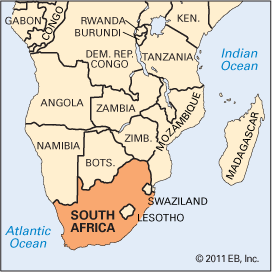 GABON
CONGO
RWANDA
BURUNDI
KEN.
DEM. REP.
CONGO
TANZANIA
Indian
Ocean
ANGOLA
ZAMBIA
MOZAMBIQUE
MADAGASCAR
NAMIBIA
ZIMB.
BOTS.
SWAZILAND
LESOTHO
SOUTH
AFRICA
Atlantic
Ocean
© 2011 EB, Inc.